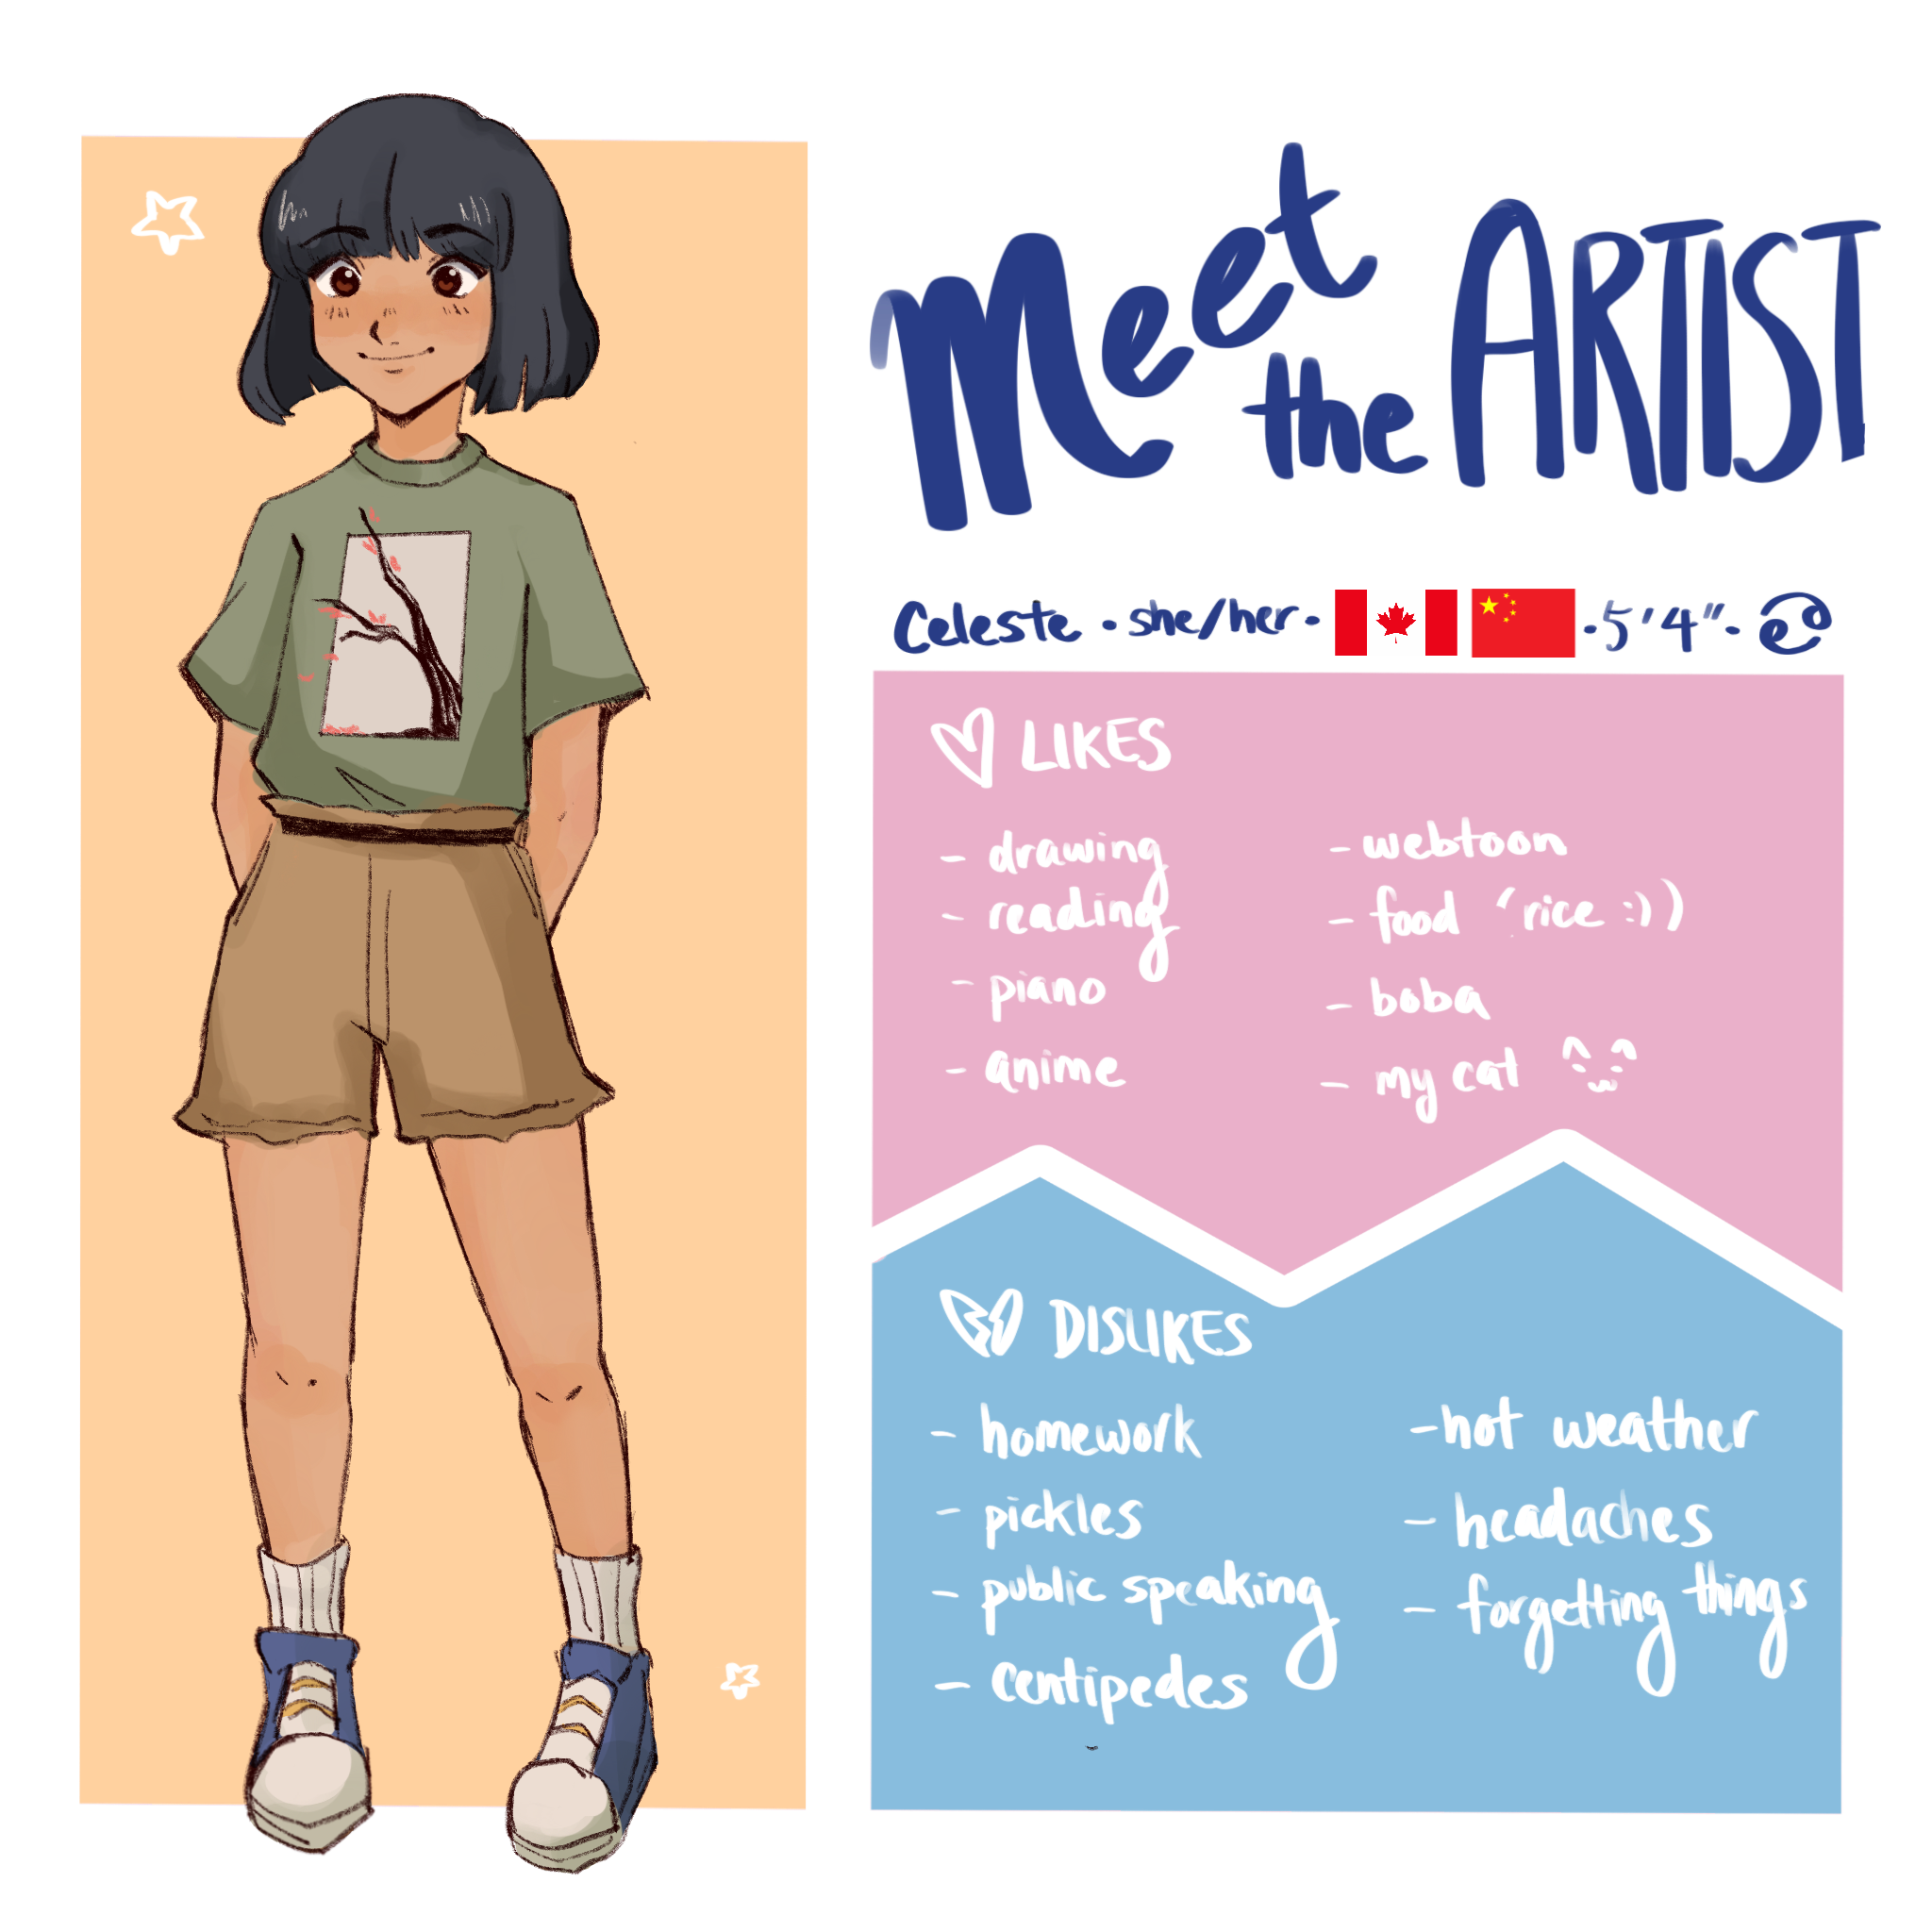 Meet
the ARTIST
Celeste · she/her · · 5'4" · ♋
LIKES
- drawing
- reading
- piano
- anime
- webtoon
- food (rice :))
- boba
- my cat
DISLIKES
- homework
- pickles
- public speaking
- centipedes
- hot weather
- headaches
- forgetting things